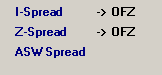 I-Spread -> OFZ
Z-Spread -> OFZ
ASW Spread